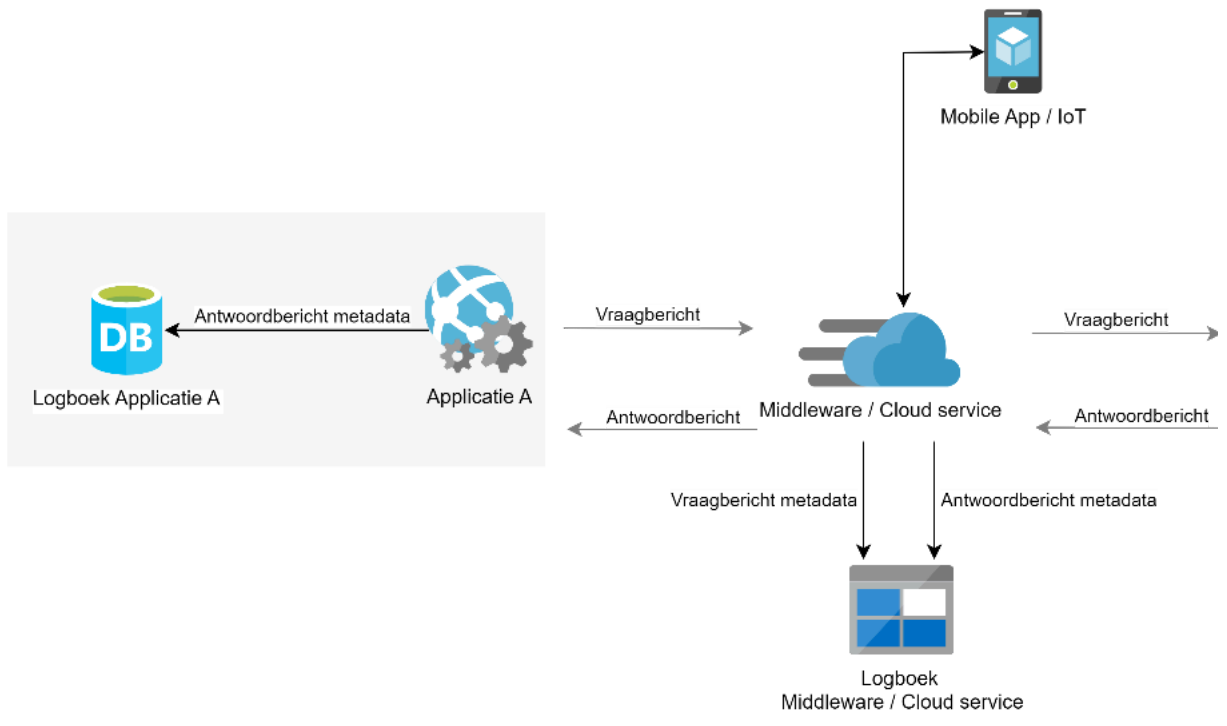 Mobile App / IoT
Antwoordbericht metadata
Vraagbericht
Vraagbericht
DB
Logboek Applicatie A
Applicatie A
Middleware / Cloud service
Antwoordbericht
Antwoordbericht
Vraagbericht metadata
Antwoordbericht metadata
Logboek
Middleware / Cloud service